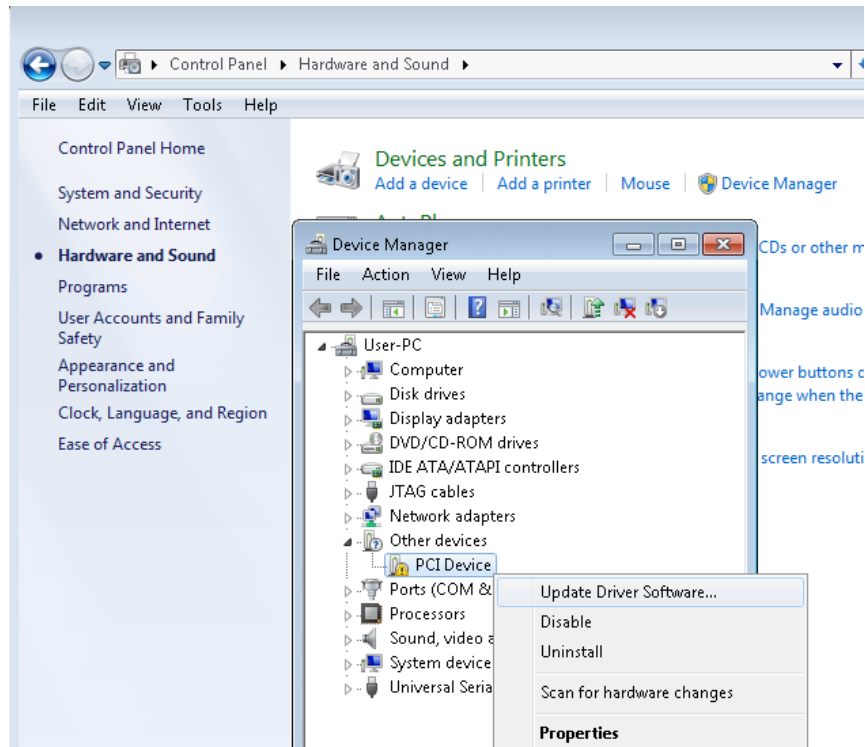 Control Panel Hardware and Sound
File Edit View Tools Help
Control Panel Home
System and Security
Network and Internet
Hardware and Sound
Programs
User Accounts and Family
Safety
Appearance and
Personalization
Clock, Language, and Region
Ease of Access
Devices and Printers
Add a device Add a printer Mouse Device Manager
CDs or other
Manage audio
ower buttons
ange when the
screen resoluti
Device Manager
File Action View Help
User-PC
Computer
Disk drives
Display adapters
DVD/CD-ROM drives
IDE ATA/ATAPI controllers
JTAG cables
Network adapters
Other devices
PCI Device
Ports (COM &
Processors
Sound, video
System device
Universal Seria
Update Driver Software...
Disable
Uninstall
Scan for hardware changes
Properties